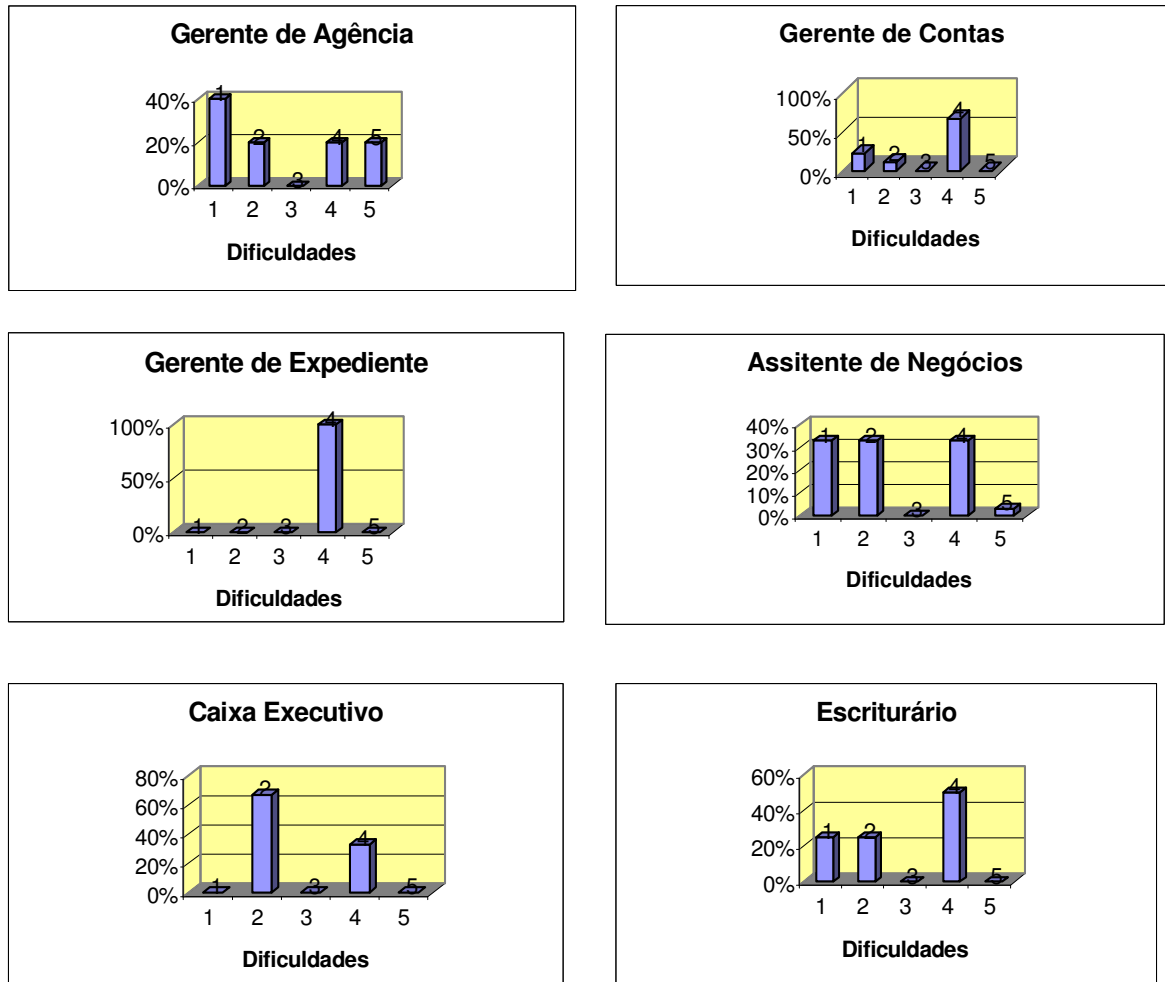 Gerente de Agência
40%
20%
0%
1
2
3
4
5
1 2 3 4 5
Dificuldades
Gerente de Contas
100%
50%
0%
1
2
3
4
5
1 2 3 4 5
Dificuldades
Gerente de Expediente
100%
50%
0%
1
2
3
4
5
1 2 3 4 5
Dificuldades
Assitente de Negócios
40%
30%
20%
10%
0%
1
2
3
4
5
1 2 3 4 5
Dificuldades
Caixa Executivo
80%
60%
40%
20%
0%
1
2
3
4
5
1 2 3 4 5
Dificuldades
Escriturário
60%
40%
20%
0%
1
2
3
4
5
1 2 3 4 5
Dificuldades